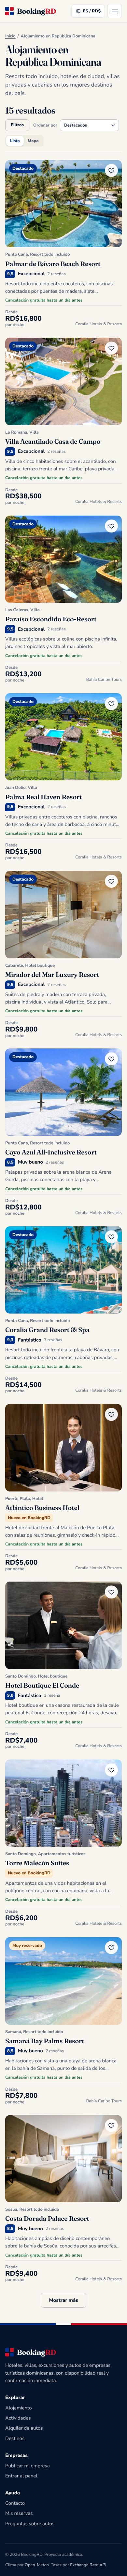 BookingRD
ES / RD$
Inicio / Alojamiento en República Dominicana
Alojamiento en
República Dominicana
Resorts todo incluido, hoteles de ciudad, villas
privadas y cabañas en los mejores destinos
del país.
15 resultados
Filtros
Ordenar por
Destacados
Lista
Mapa
Destacado
Punta Cana, Resort todo incluido
Palmar de Bávaro Beach Resort
9,5 Excepcional 2 reseñas
Resort todo incluido entre cocoteros, con piscinas
conectadas por puentes de madera, siete…
Cancelación gratuita hasta un día antes
Desde
RD$16,800
por noche
Coralia Hotels & Resorts
Destacado
La Romana, Villa
Villa Acantilado Casa de Campo
9,5 Excepcional 2 reseñas
Villa de cinco habitaciones sobre el acantilado, con
piscina, terraza frente al mar Caribe, playa privada…
Cancelación gratuita hasta un día antes
Desde
RD$38,500
por noche
Coralia Hotels & Resorts
Destacado
Las Galeras, Villa
Paraíso Escondido Eco-Resort
9,5 Excepcional 2 reseñas
Villas ecológicas sobre la colina con piscina infinita,
jardines tropicales y vista al mar abierto.
Cancelación gratuita hasta un día antes
Desde
RD$13,200
por noche
Bahía Caribe Tours
Destacado
Juan Dolio, Villa
Palma Real Haven Resort
9,5 Excepcional 2 reseñas
Villas privadas entre cocoteros con piscina, rancho
de techo de cana y área de barbacoa, a cinco minut…
Cancelación gratuita hasta un día antes
Desde
RD$16,500
por noche
Coralia Hotels & Resorts
Destacado
Cabarete, Hotel boutique
Mirador del Mar Luxury Resort
9,5 Excepcional 2 reseñas
Suites de piedra y madera con terraza privada,
piscina individual y vista al Atlántico. Solo para…
Cancelación gratuita hasta un día antes
Desde
RD$9,800
por noche
Coralia Hotels & Resorts
Destacado
Punta Cana, Resort todo incluido
Cayo Azul All-Inclusive Resort
8,5 Muy bueno 2 reseñas
Palapas privadas sobre la arena blanca de Arena
Gorda, piscinas conectadas con la playa y…
Cancelación gratuita hasta un día antes
Desde
RD$12,800
por noche
Coralia Hotels & Resorts
Destacado
Punta Cana, Resort todo incluido
Coralia Grand Resort & Spa
9,3 Fantástico 3 reseñas
Resort todo incluido frente a la playa de Bávaro, con
piscinas rodeadas de palmeras, cabañas privadas,…
Cancelación gratuita hasta un día antes
Desde
RD$14,500
por noche
Coralia Hotels & Resorts
Puerto Plata, Hotel
Atlántico Business Hotel
Nuevo en BookingRD
Hotel de ciudad frente al Malecón de Puerto Plata,
con salas de reuniones, gimnasio y check-in rápido…
Cancelación gratuita hasta un día antes
Desde
RD$5,600
por noche
Coralia Hotels & Resorts
Santo Domingo, Hotel boutique
Hotel Boutique El Conde
9,0 Fantástico 1 reseña
Hotel boutique en una casona restaurada de la calle
peatonal El Conde, con recepción 24 horas, desayu…
Cancelación gratuita hasta un día antes
Desde
RD$7,400
por noche
Coralia Hotels & Resorts
Santo Domingo, Apartamentos turísticos
Torre Malecón Suites
Nuevo en BookingRD
Apartamentos de una y dos habitaciones en el
polígono central, con cocina equipada, vista a la…
Cancelación gratuita hasta un día antes
Desde
RD$6,200
por noche
Coralia Hotels & Resorts
Muy reservado
Samaná, Resort todo incluido
Samaná Bay Palms Resort
8,5 Muy bueno 2 reseñas
Habitaciones con vista a una playa de arena blanca
en la bahía de Samaná, punto de salida de los…
Cancelación gratuita hasta un día antes
Desde
RD$7,800
por noche
Bahía Caribe Tours
Sosúa, Resort todo incluido
Costa Dorada Palace Resort
8,5 Muy bueno 2 reseñas
Habitaciones amplias de diseño contemporáneo
sobre la bahía de Sosúa, conocida por sus arrecifes…
Cancelación gratuita hasta un día antes
Desde
RD$9,400
por noche
Coralia Hotels & Resorts
Mostrar más
BookingRD
Hoteles, villas, excursiones y autos de empresas
turísticas dominicanas, con disponibilidad real y
confirmación inmediata.
Explorar
Alojamiento
Actividades
Alquiler de autos
Destinos
Empresas
Publicar mi empresa
Entrar al panel
Ayuda
Contacto
Mis reservas
Preguntas sobre autos
© 2026 BookingRD. Proyecto académico.
Clima por Open-Meteo. Tasas por Exchange Rate API.